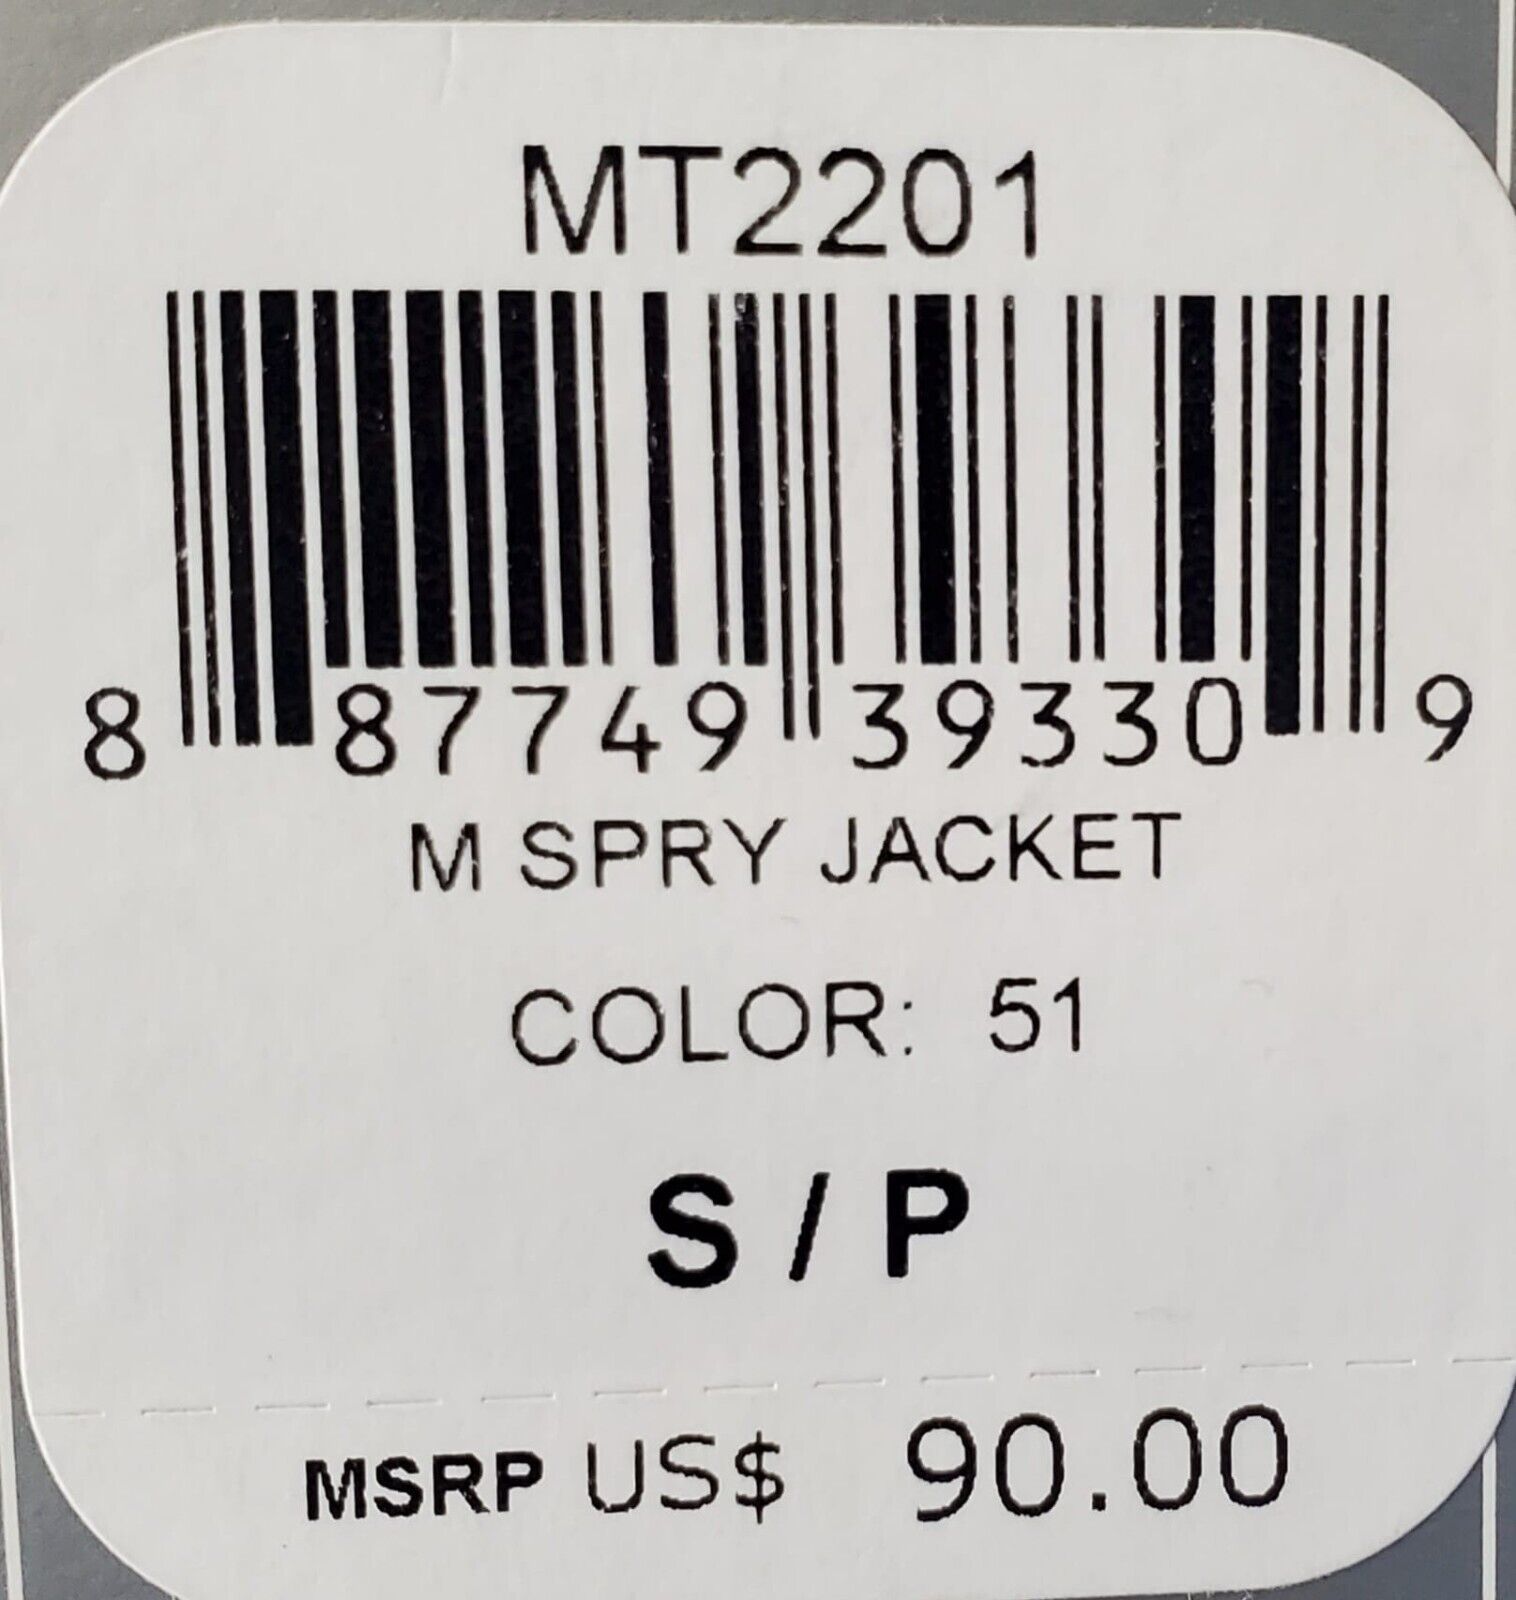 MT2201
8 87749 39330 9
M SPRY JACKET
COLOR: 51
S / P
MSRP US$ 90.00